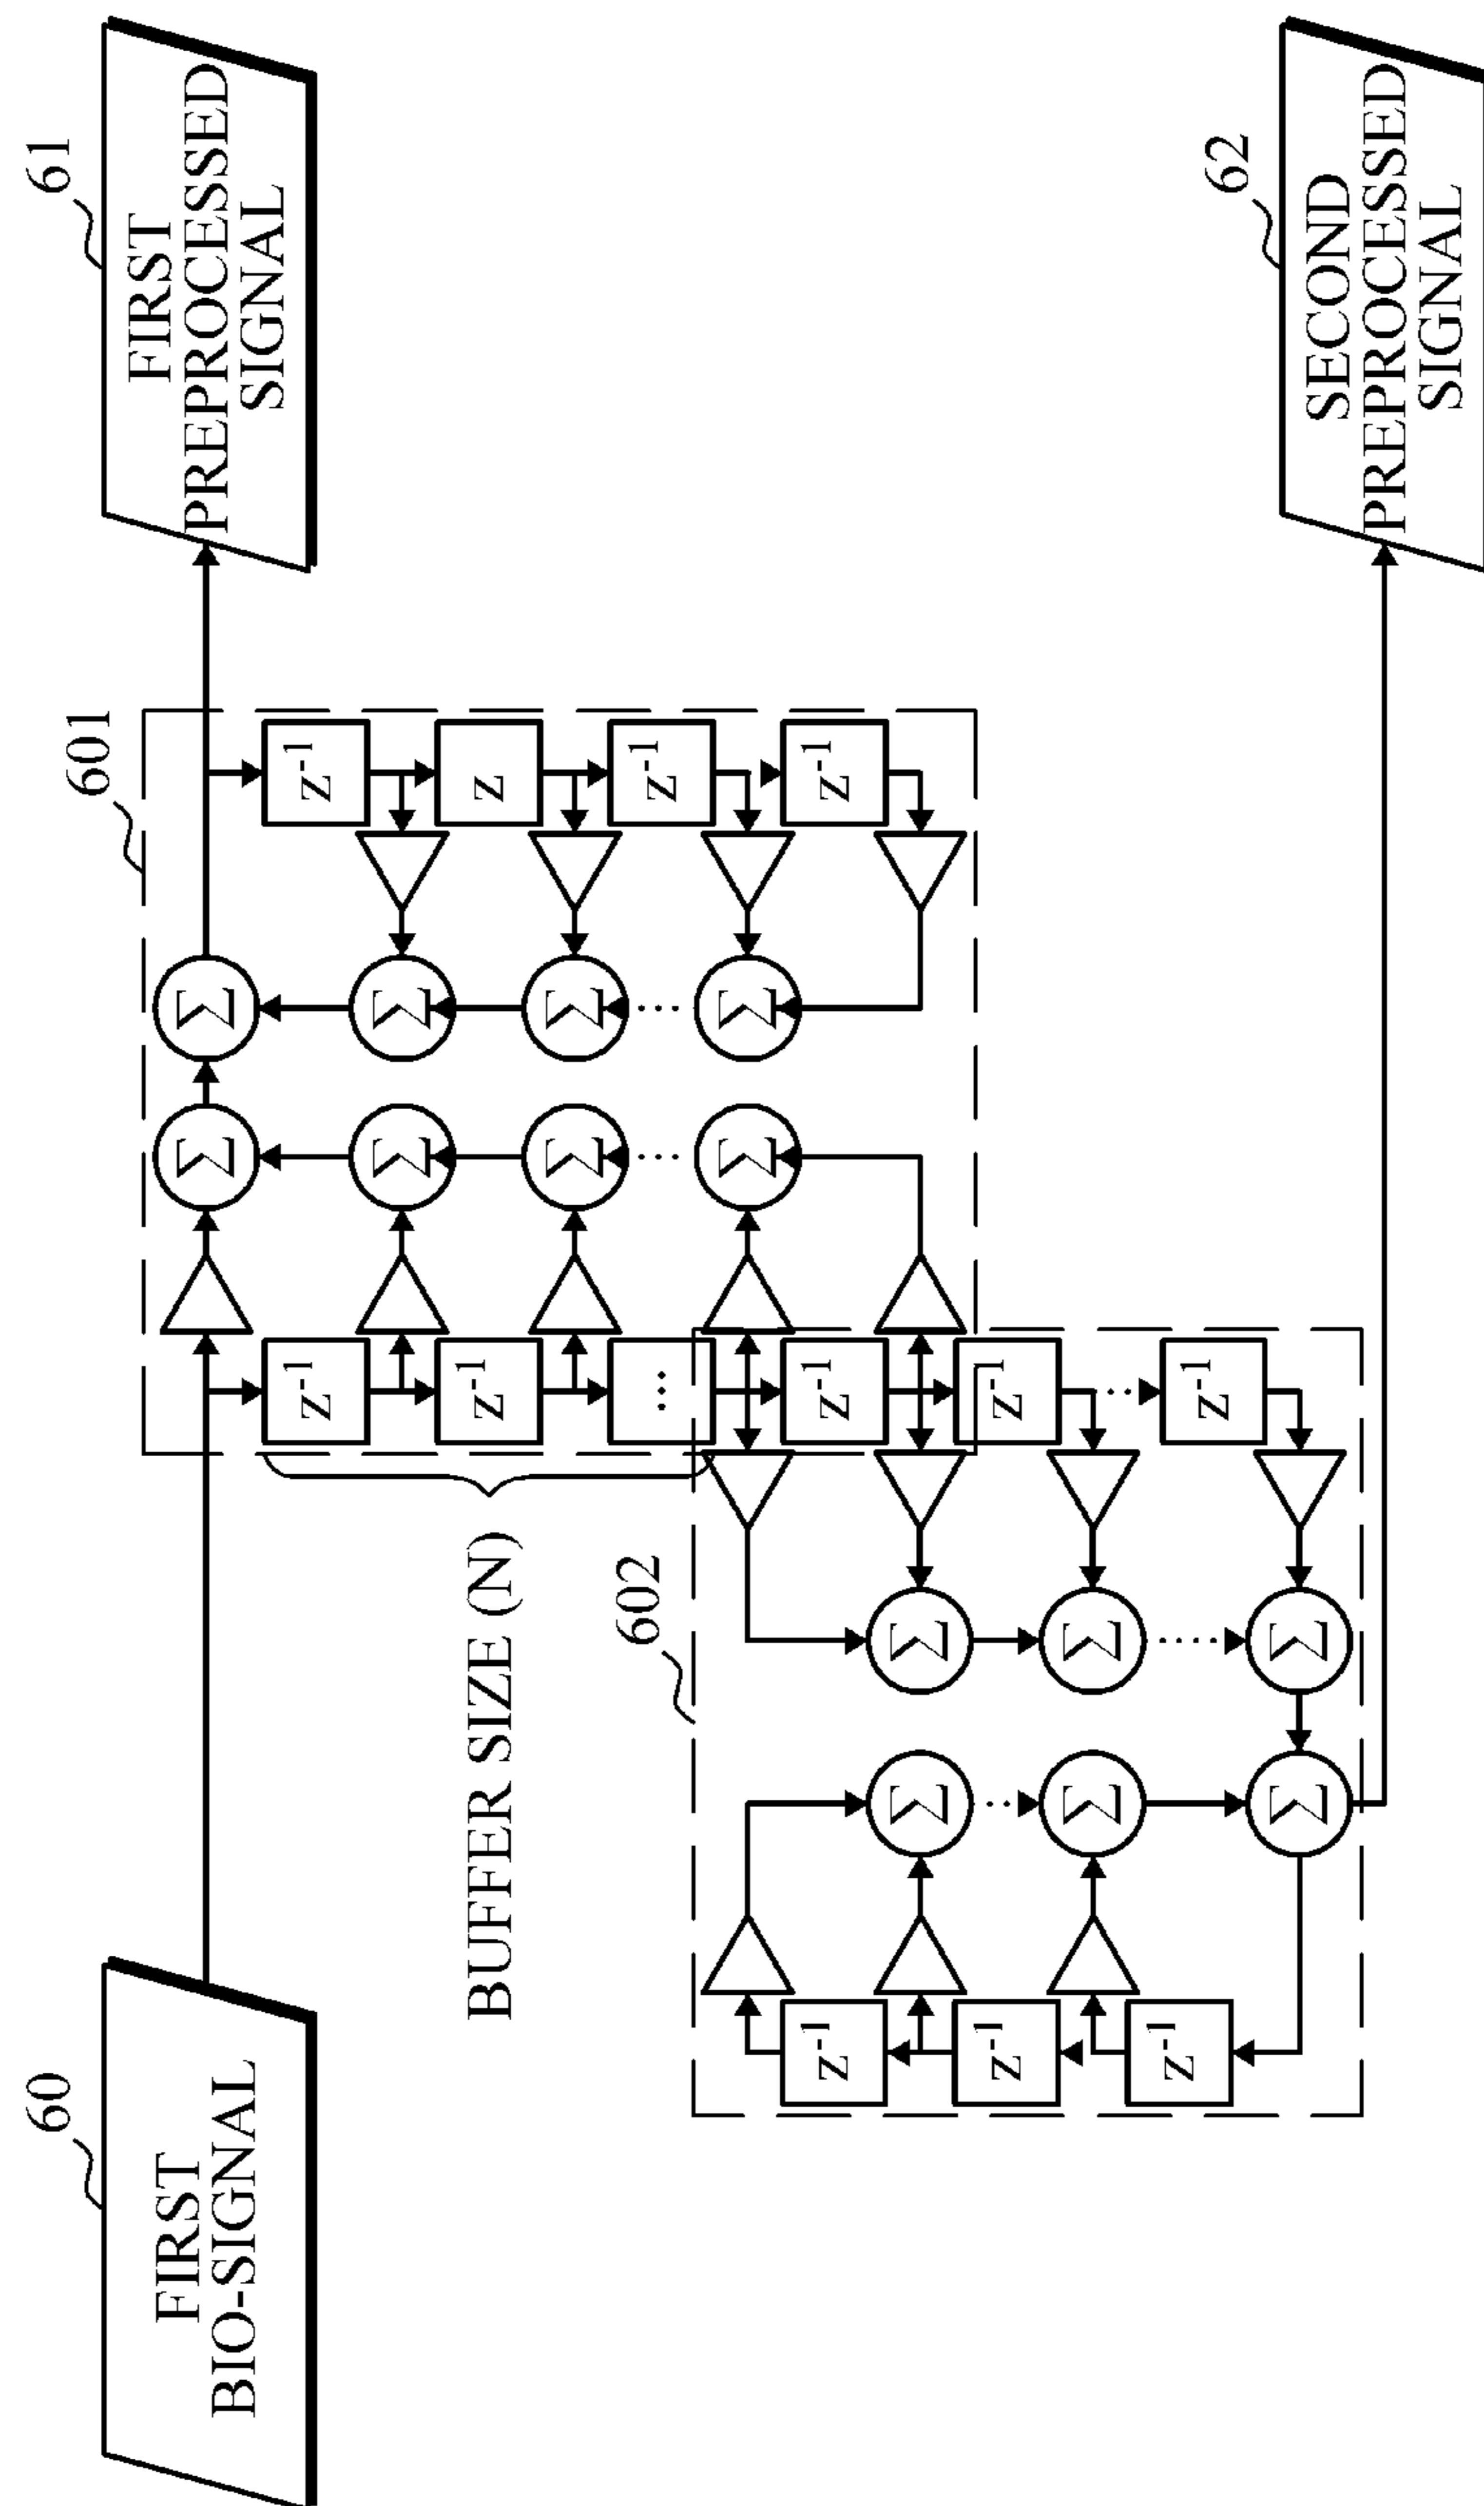 60
FIRST
BIO-SIGNAL
601
61
FIRST
PREPROCESSED
SIGNAL
Σ
Σ
z⁻¹
z⁻¹
Σ
Σ
z⁻¹
z
BUFFER SIZE (N)
Σ
Σ
...
z⁻¹
602
Σ
Σ
z⁻¹
z⁻¹
z⁻¹
Σ
Σ
z⁻¹
z⁻¹
Σ
Σ
z⁻¹
z⁻¹
Σ
Σ
62
SECOND
PREPROCESSED
SIGNAL